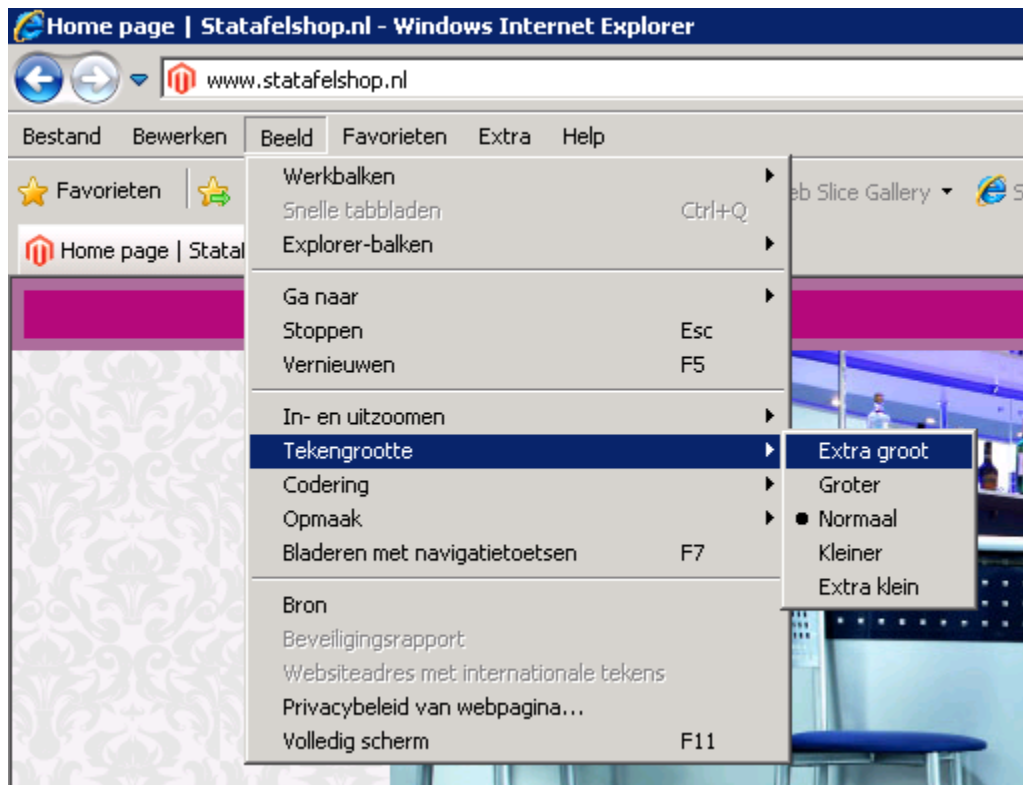 Home page | Statafelshop.nl - Windows Internet Explorer
www.statafelshop.nl
Bestand Bewerken Beeld Favorieten Extra Help
Favorieten Slice Gallery
Home page |
Werkbalken
Snelle tabbladen Ctrl+Q
Explorer-balken
Ga naar
Stoppen Esc
Vernieuwen F5
In- en uitzoomen
Tekengrootte
Codering
Opmaak
Bladeren met navigatietoetsen F7
Bron
Beveiligingsrapport
Websiteadres met internationale tekens
Privacybeleid van webpagina...
Volledig scherm F11
Extra groot
Groter
Normaal
Kleiner
Extra klein